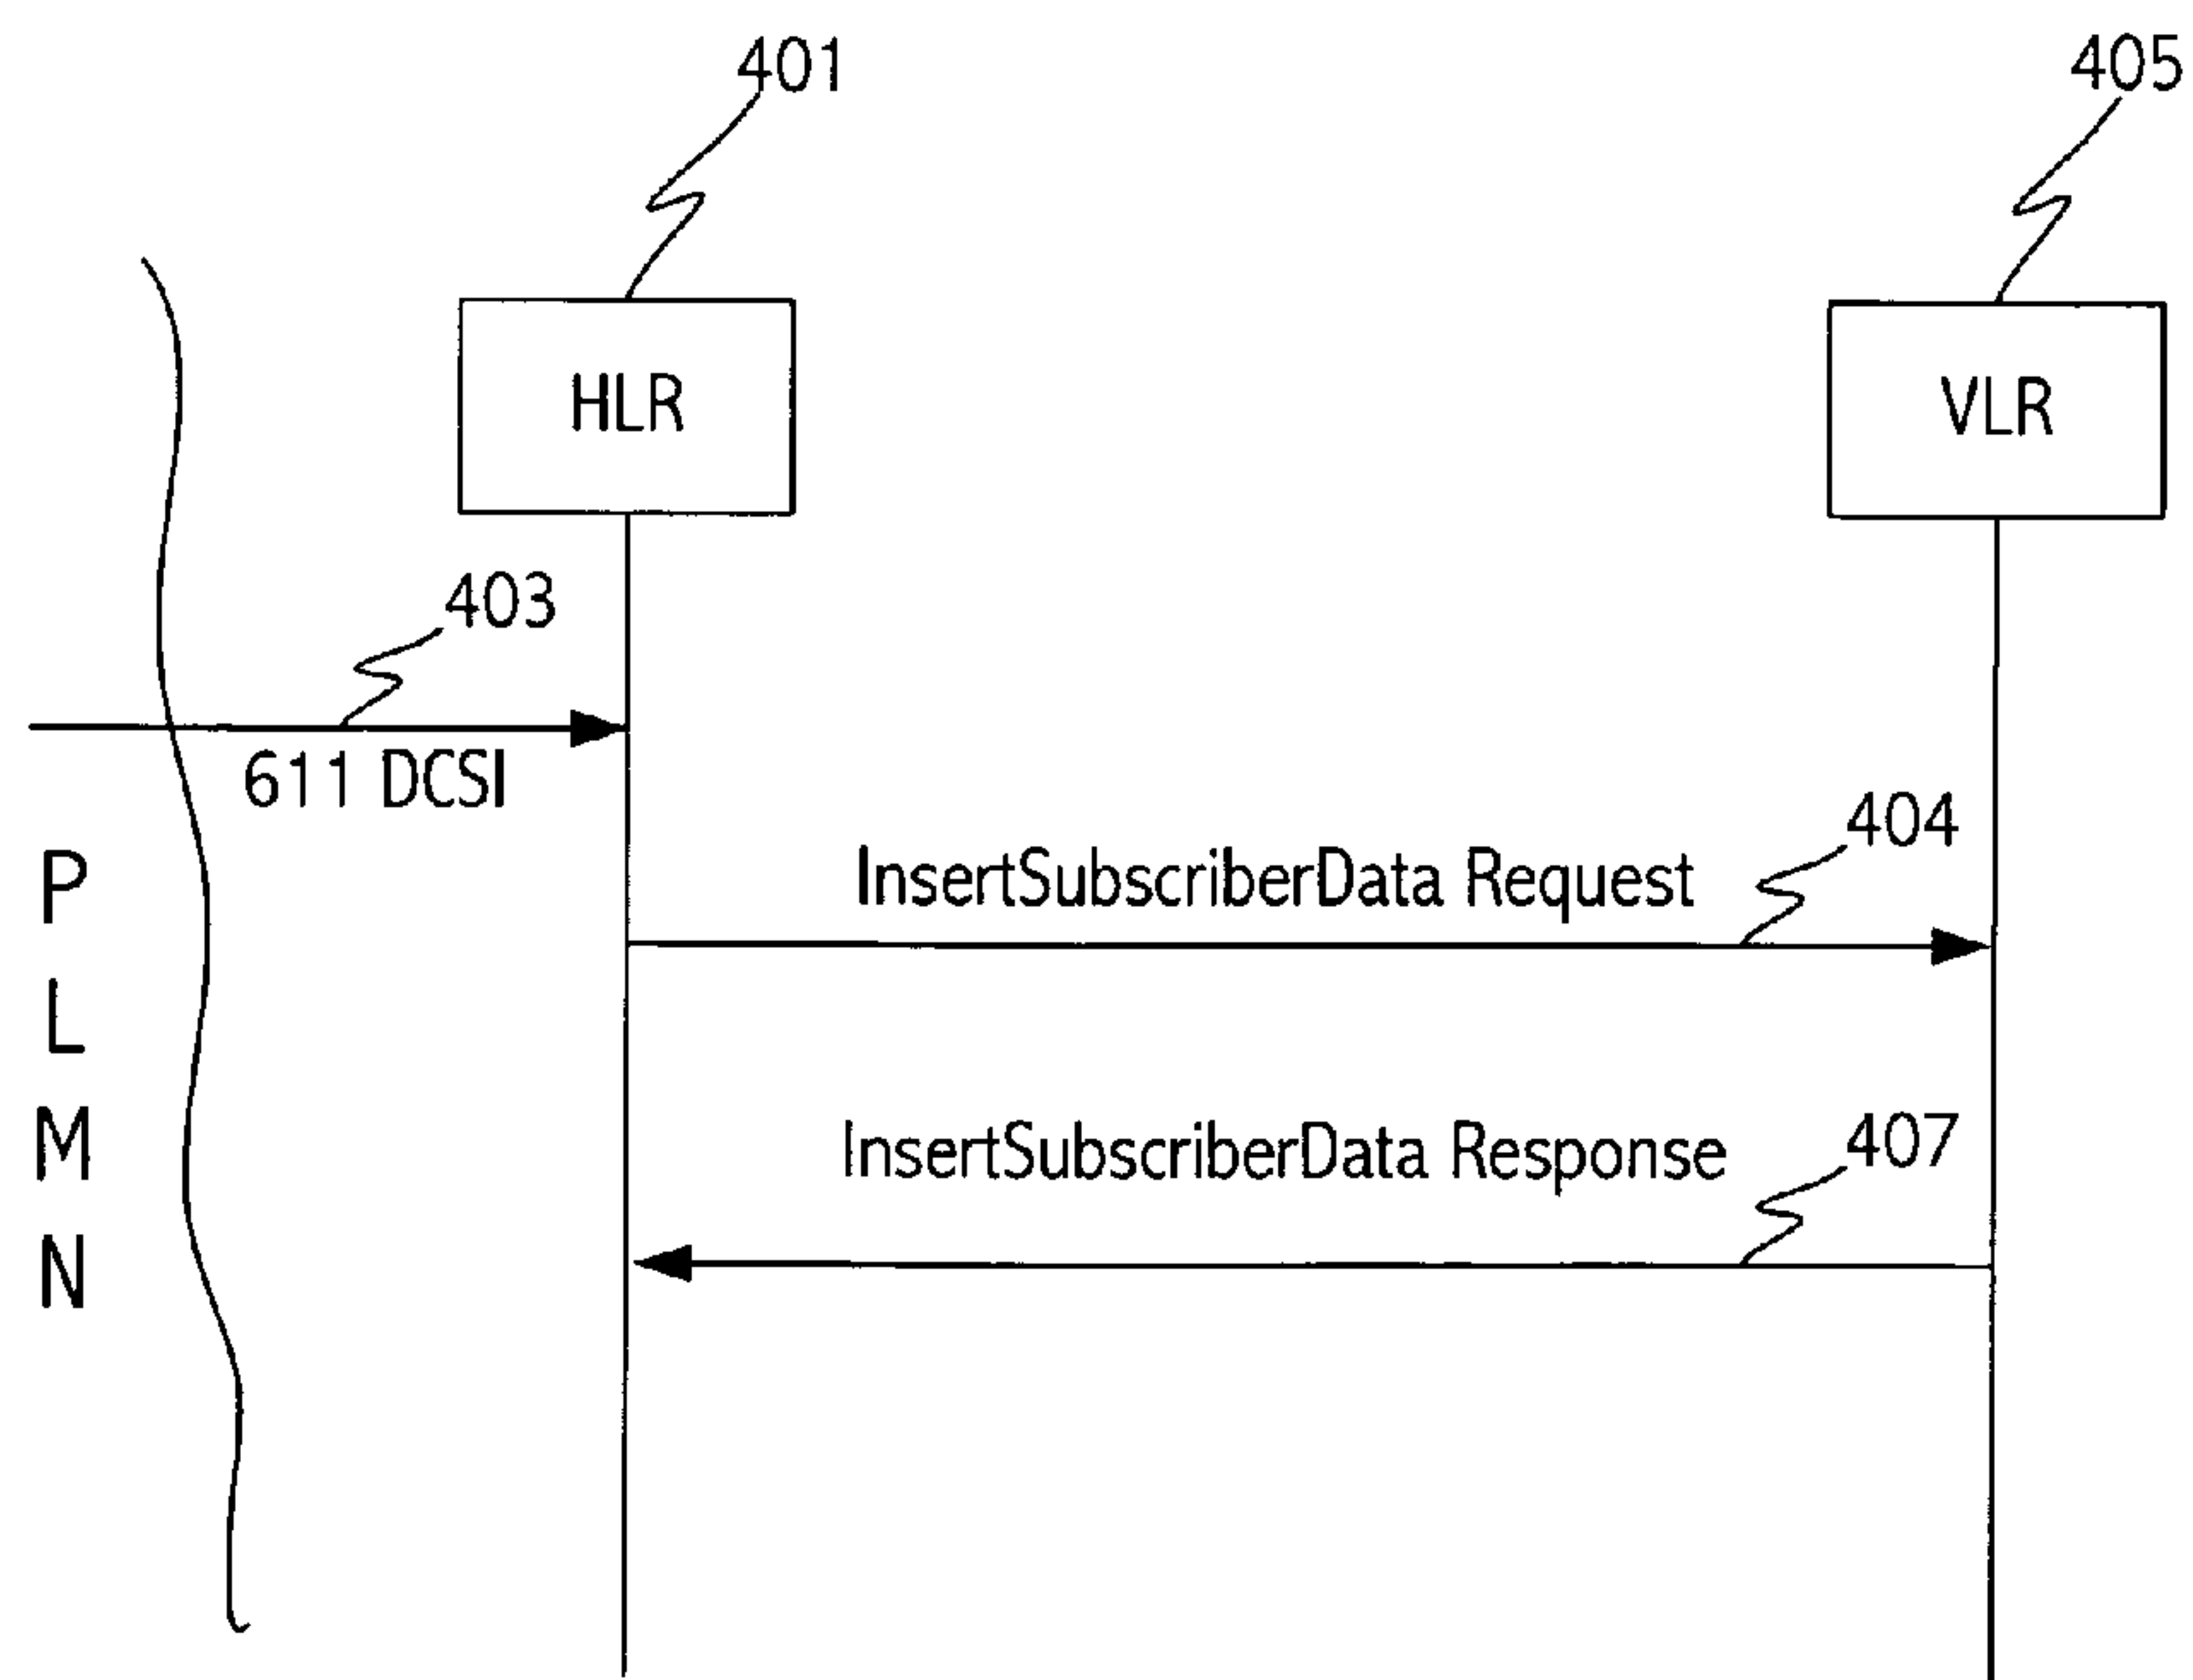 401
405
HLR
VLR
403
611 DCSI
404
InsertSubscriberData Request
407
InsertSubscriberData Response
P
L
M
N